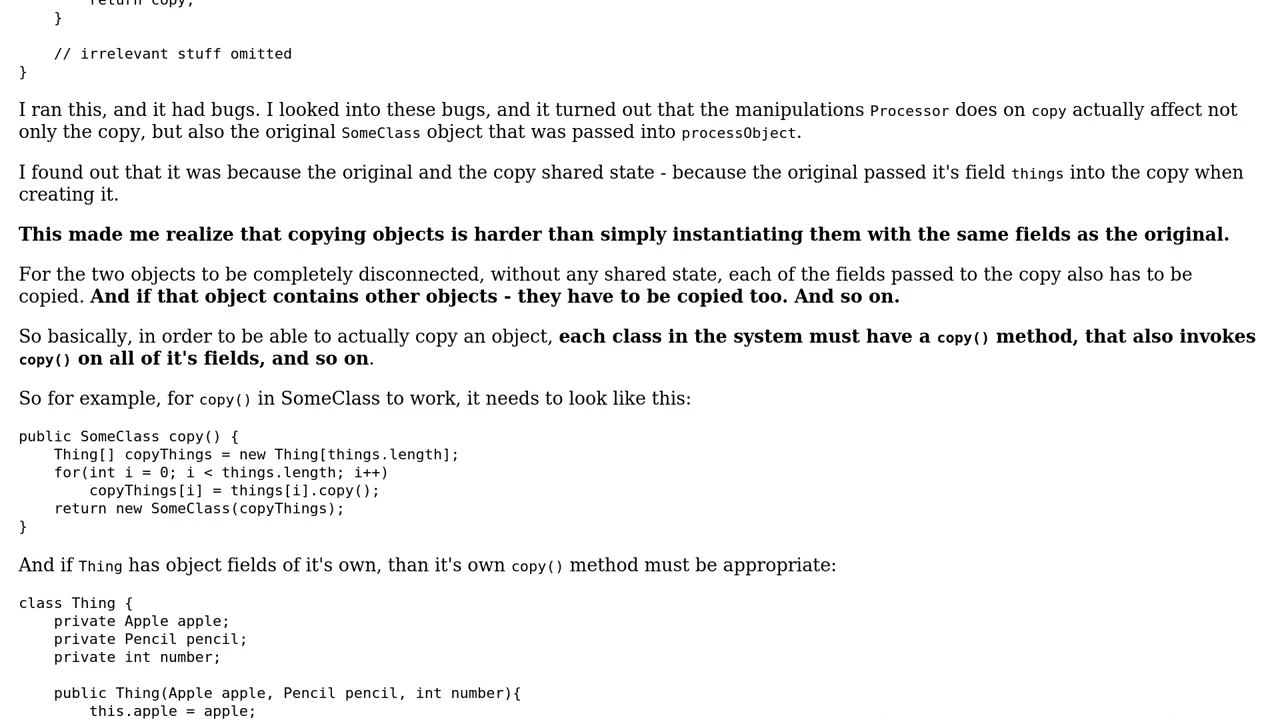 return copy;
    }

    // irrelevant stuff omitted
}
I ran this, and it had bugs. I looked into these bugs, and it turned out that the manipulations Processor does on copy actually affect not
only the copy, but also the original SomeClass object that was passed into processObject.
I found out that it was because the original and the copy shared state - because the original passed it's field things into the copy when
creating it.
This made me realize that copying objects is harder than simply instantiating them with the same fields as the original.
For the two objects to be completely disconnected, without any shared state, each of the fields passed to the copy also has to be
copied. And if that object contains other objects - they have to be copied too. And so on.
So basically, in order to be able to actually copy an object, each class in the system must have a copy() method, that also invokes
copy() on all of it's fields, and so on.
So for example, for copy() in SomeClass to work, it needs to look like this:
public SomeClass copy() {
    Thing[] copyThings = new Thing[things.length];
    for(int i = 0; i < things.length; i++)
        copyThings[i] = things[i].copy();
    return new SomeClass(copyThings);
}
And if Thing has object fields of it's own, than it's own copy() method must be appropriate:
class Thing {
    private Apple apple;
    private Pencil pencil;
    private int number;

    public Thing(Apple apple, Pencil pencil, int number){
        this.apple = apple;